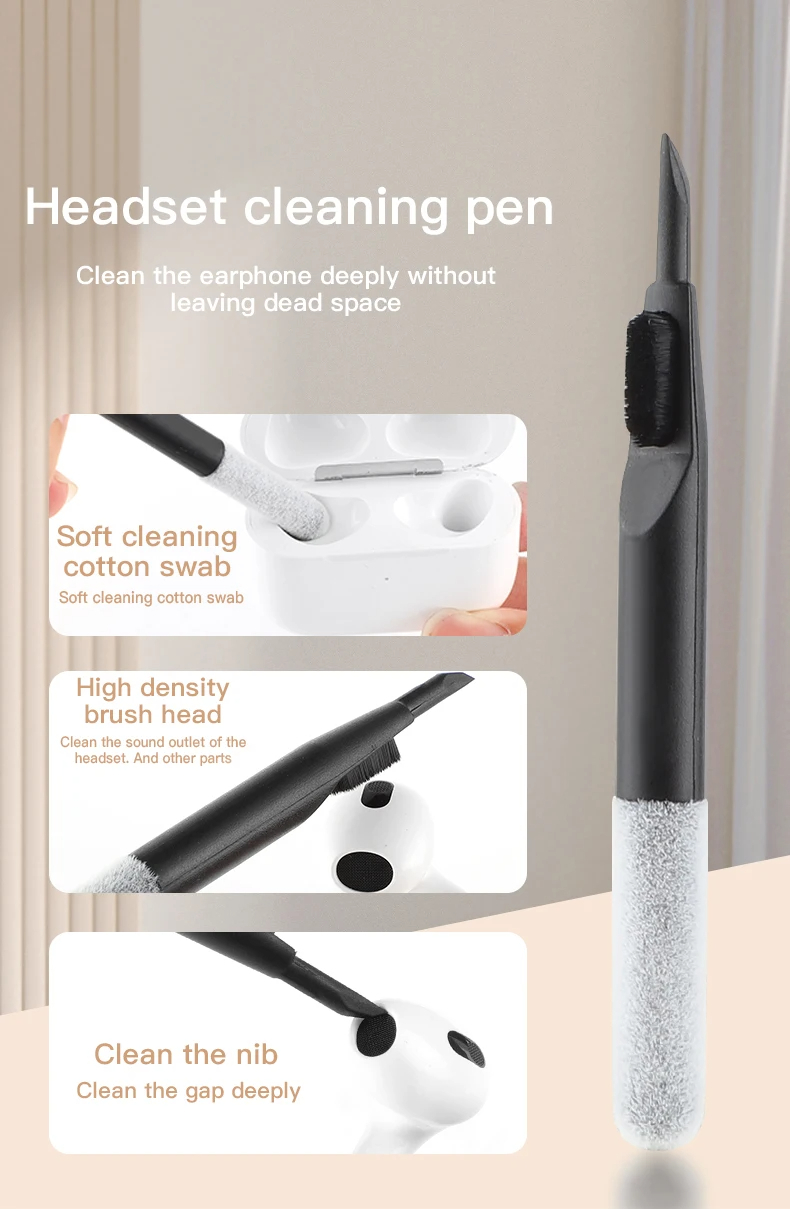 Headset cleaning pen
Clean the earphone deeply without
leaving dead space
Soft cleaning
cotton swab
Soft cleaning cotton swab
High density
brush head
Clean the sound outlet of the
headset. And other parts
Clean the nib
Clean the gap deeply